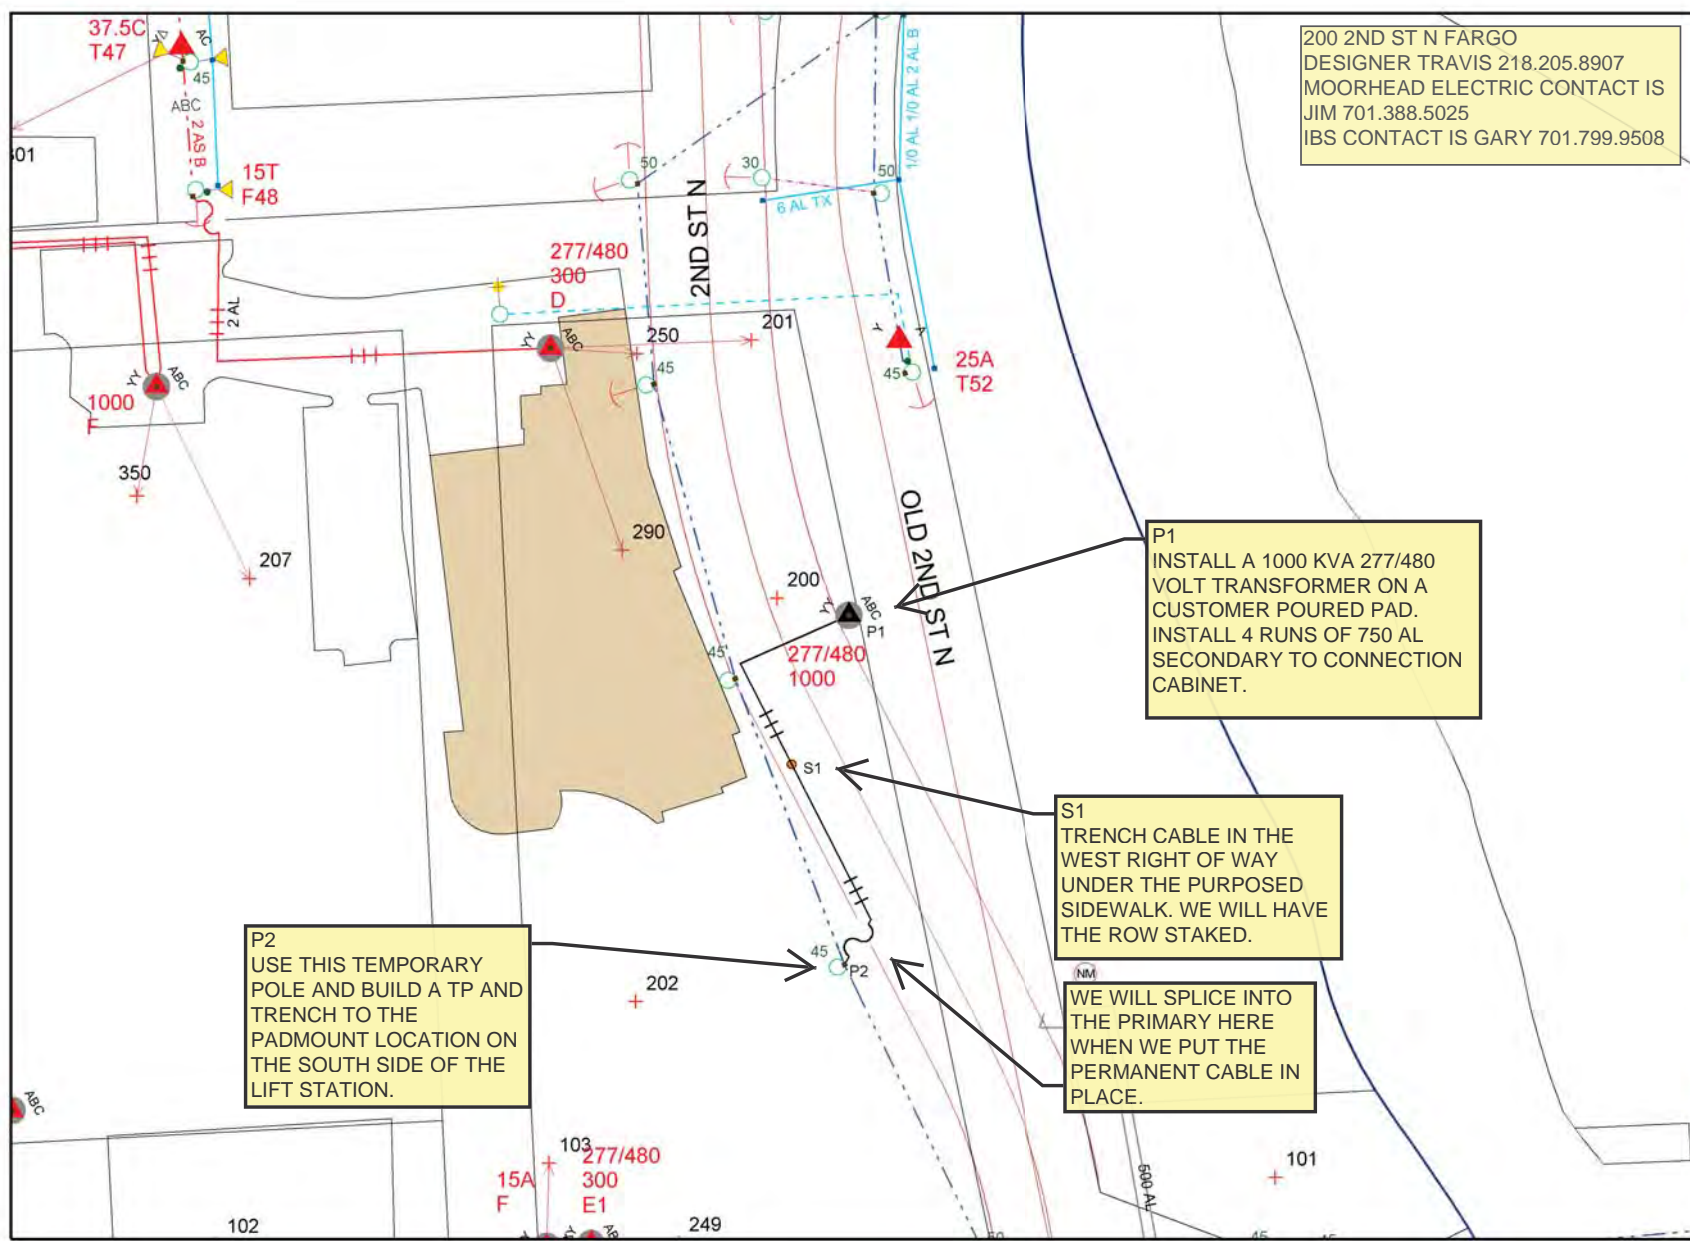 37.5C
T47
YΔ
AC
45
ABC
2 AS B
15T
F48
301
200 2ND ST N FARGO
DESIGNER TRAVIS 218.205.8907
MOORHEAD ELECTRIC CONTACT IS
JIM 701.388.5025
IBS CONTACT IS GARY 701.799.9508
1/0 AL 1/0 AL 2 AL B
50
30
50
6 AL TX
2ND ST N
277/480
300
D
2 AL
YY
ABC
250
201
45
Y
A
45
25A
T52
YY
ABC
1000
F
350
207
290
OLD 2ND ST N
200
ABC
P1
277/480
1000
45'
P1
INSTALL A 1000 KVA 277/480
VOLT TRANSFORMER ON A
CUSTOMER POURED PAD.
INSTALL 4 RUNS OF 750 AL
SECONDARY TO CONNECTION
CABINET.
S1
S1
TRENCH CABLE IN THE
WEST RIGHT OF WAY
UNDER THE PURPOSED
SIDEWALK. WE WILL HAVE
THE ROW STAKED.
P2
USE THIS TEMPORARY
POLE AND BUILD A TP AND
TRENCH TO THE
PADMOUNT LOCATION ON
THE SOUTH SIDE OF THE
LIFT STATION.
45
P2
202
NM
WE WILL SPLICE INTO
THE PRIMARY HERE
WHEN WE PUT THE
PERMANENT CABLE IN
PLACE.
ABC
103
277/480
15A
300
F
E1
102
249
500 AL
101